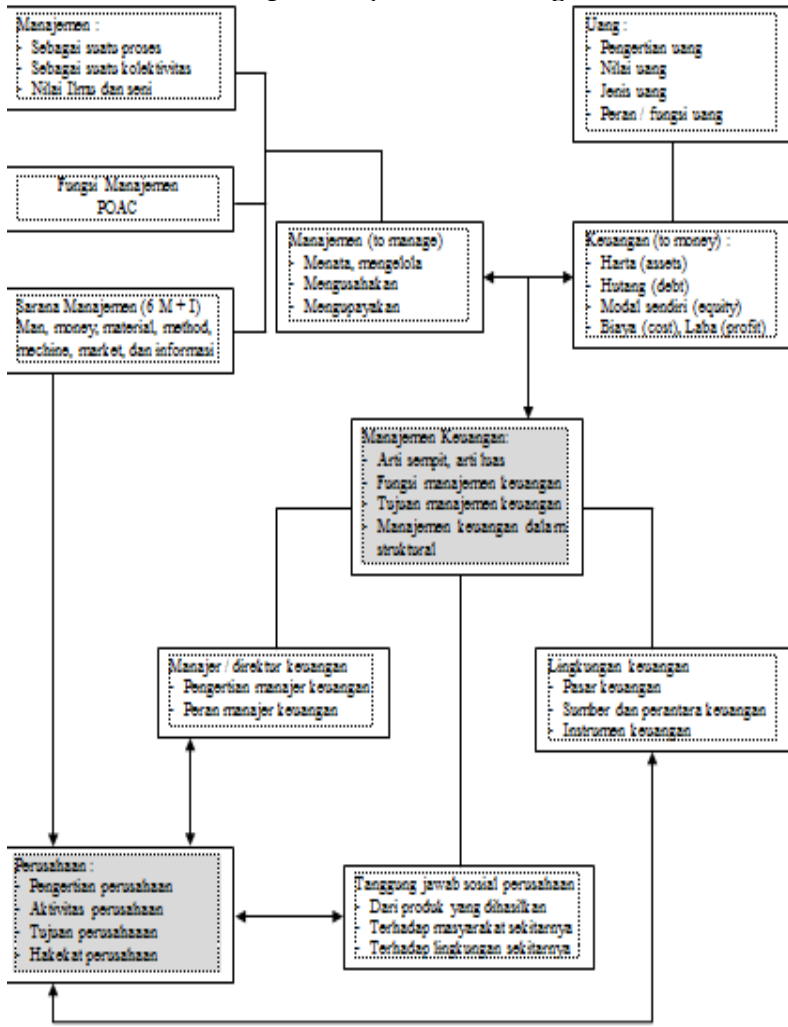 Manajemen :
- Sebagai suatu proses
- Sebagai suatu kolektivitas
- Nilai Ilmu dan seni
Uang :
- Pengertian uang
- Nilai uang
- Jenis uang
- Peran / fungsi uang
Fungsi Manajemen
POAC
Manajemen (to manage)
- Menata, mengelola
- Mengusahakan
- Mengupayakan
Keuangan (to money) :
- Harta (assets)
- Hutang (debt)
- Modal sendiri (equity)
- Biaya (cost), Laba (profit)
Sarana Manajemen (6 M + I)
Man, money, material, method,
mechine, market, dan informasi
Manajemen Keuangan:
- Arti sempit, arti luas
- Fungsi manajemen keuangan
- Tujuan manajemen keuangan
- Manajemen keuangan dalam
struktural
Manajer / direktur keuangan
- Pengertian manajer keuangan
- Peran manajer keuangan
Lingkungan keuangan
- Pasar keuangan
- Sumber dan perantara keuangan
- Instrumen keuangan
Perusahaan :
- Pengertian perusahaan
- Aktivitas perusahaan
- Tujuan perusahaaan
- Hakekat perusahaan
Tanggung jawab sosial perusahaan
- Dari produk yang dihasilkan
- Terhadap masyarakat sekitarnya
- Terhadap lingkungan sekitarnya